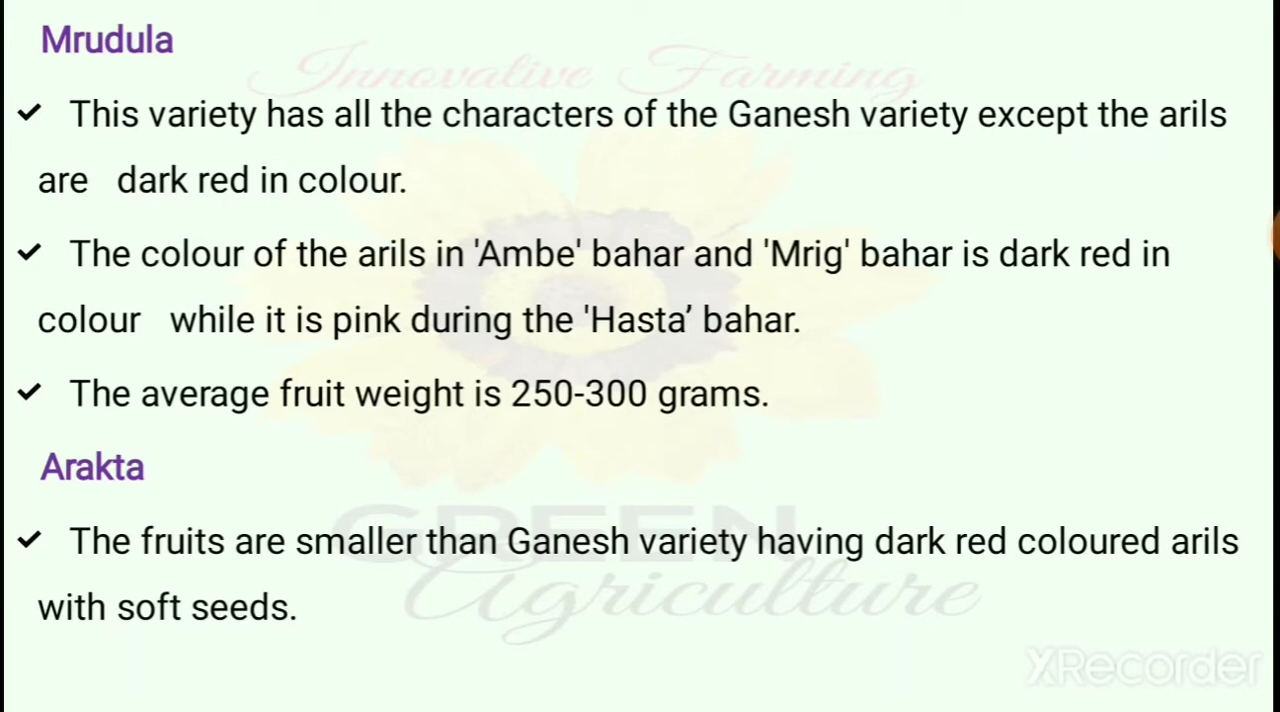 Mrudula
Innovative Farming
✔ This variety has all the characters of the Ganesh variety except the arils
are dark red in colour.
✔ The colour of the arils in 'Ambe' bahar and 'Mrig' bahar is dark red in
colour while it is pink during the 'Hasta’ bahar.
✔ The average fruit weight is 250-300 grams.
Arakta
GREEN
✔ The fruits are smaller than Ganesh variety having dark red coloured arils
Agriculture
with soft seeds.
XRecorder